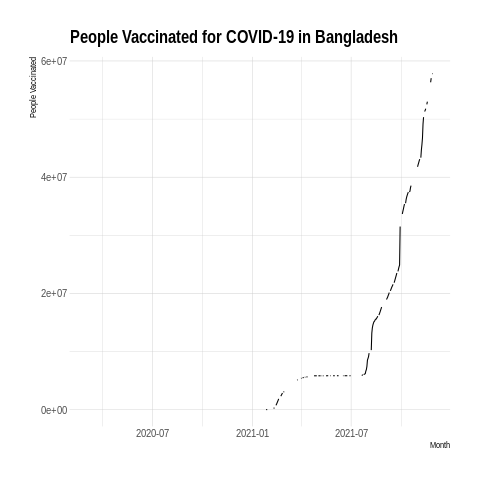 People Vaccinated for COVID-19 in Bangladesh
People Vaccinated
6e+07
4e+07
2e+07
0e+00
2020-07 2021-01 2021-07
Month